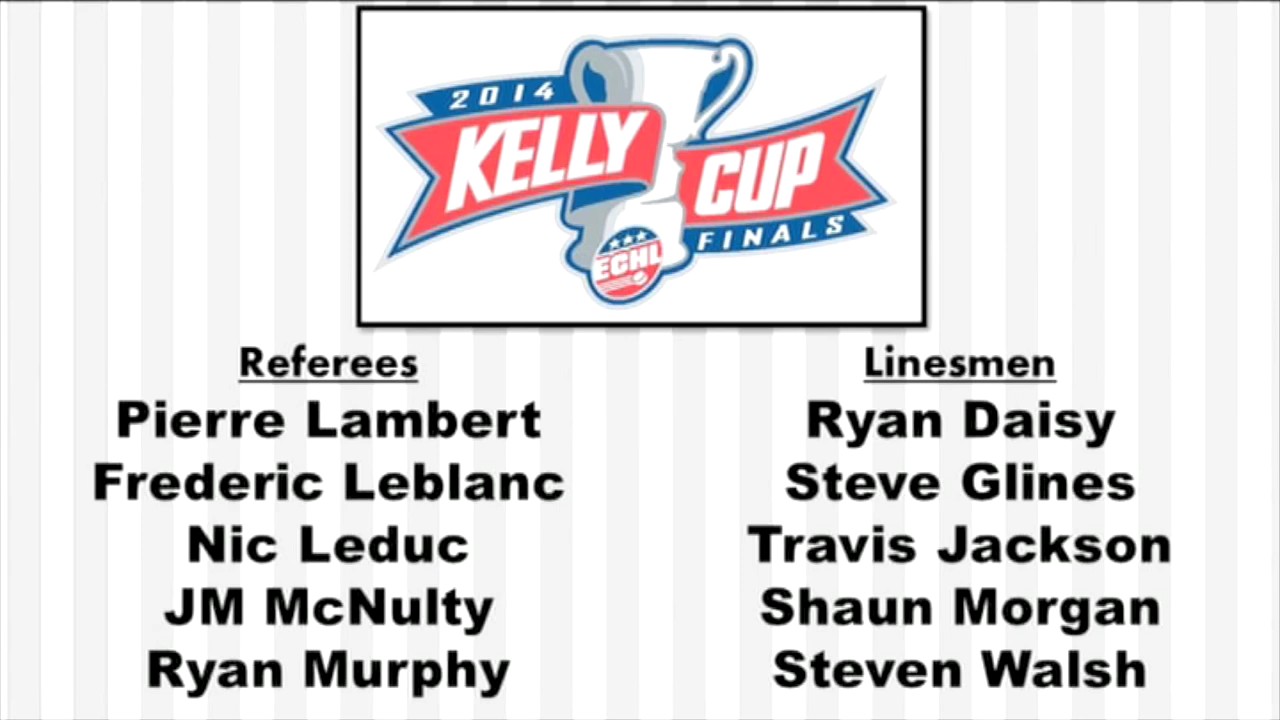 2014
KELLY CUP
FINALS
ECHL
Referees
Pierre Lambert
Frederic Leblanc
Nic Leduc
JM McNulty
Ryan Murphy
Linesmen
Ryan Daisy
Steve Glines
Travis Jackson
Shaun Morgan
Steven Walsh